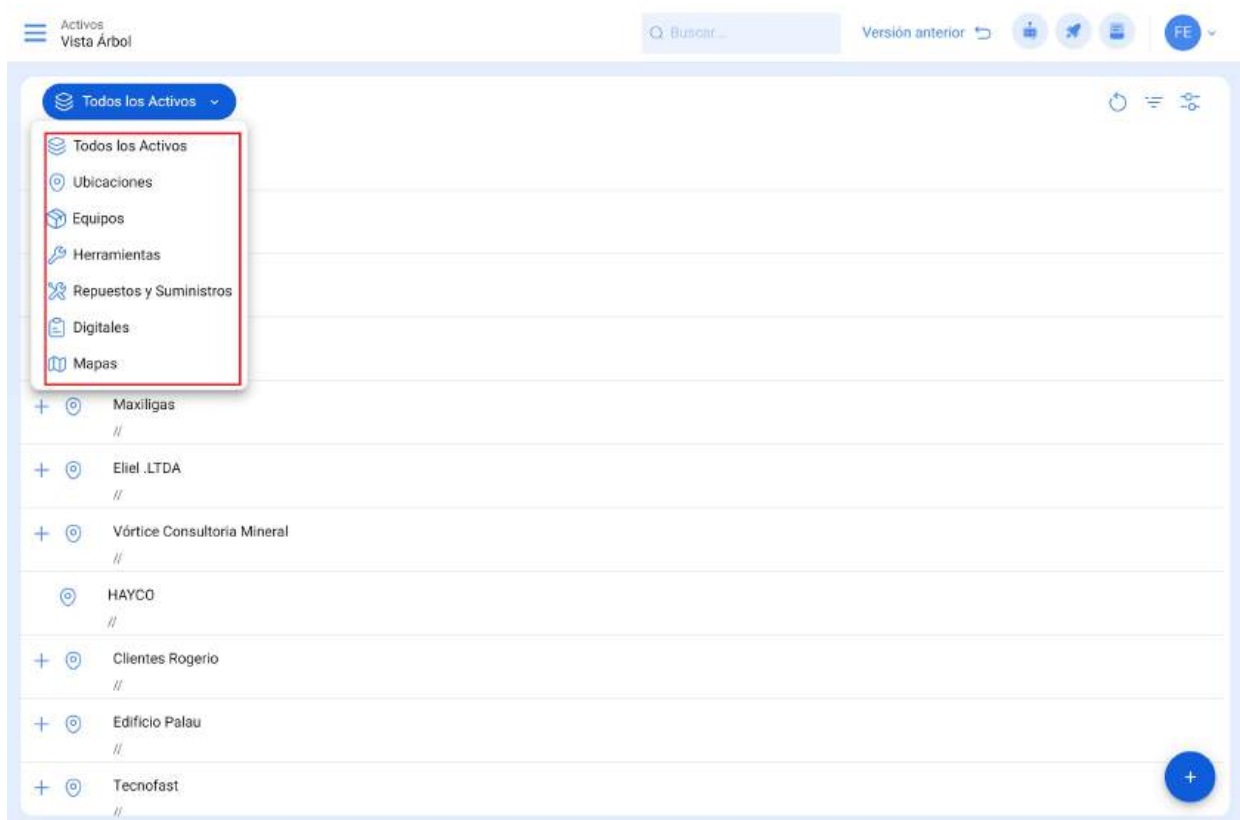 Activos
Vista Árbol
Buscar...
Versión anterior
FE
Todos los Activos
Todos los Activos
Ubicaciones
Equipos
Herramientas
Repuestos y Suministros
Digitales
Mapas
Maxiligas
//
Eliel .LTDA
//
Vórtice Consultoria Mineral
//
HAYCO
//
Clientes Rogerio
//
Edificio Palau
//
Tecnofast
//